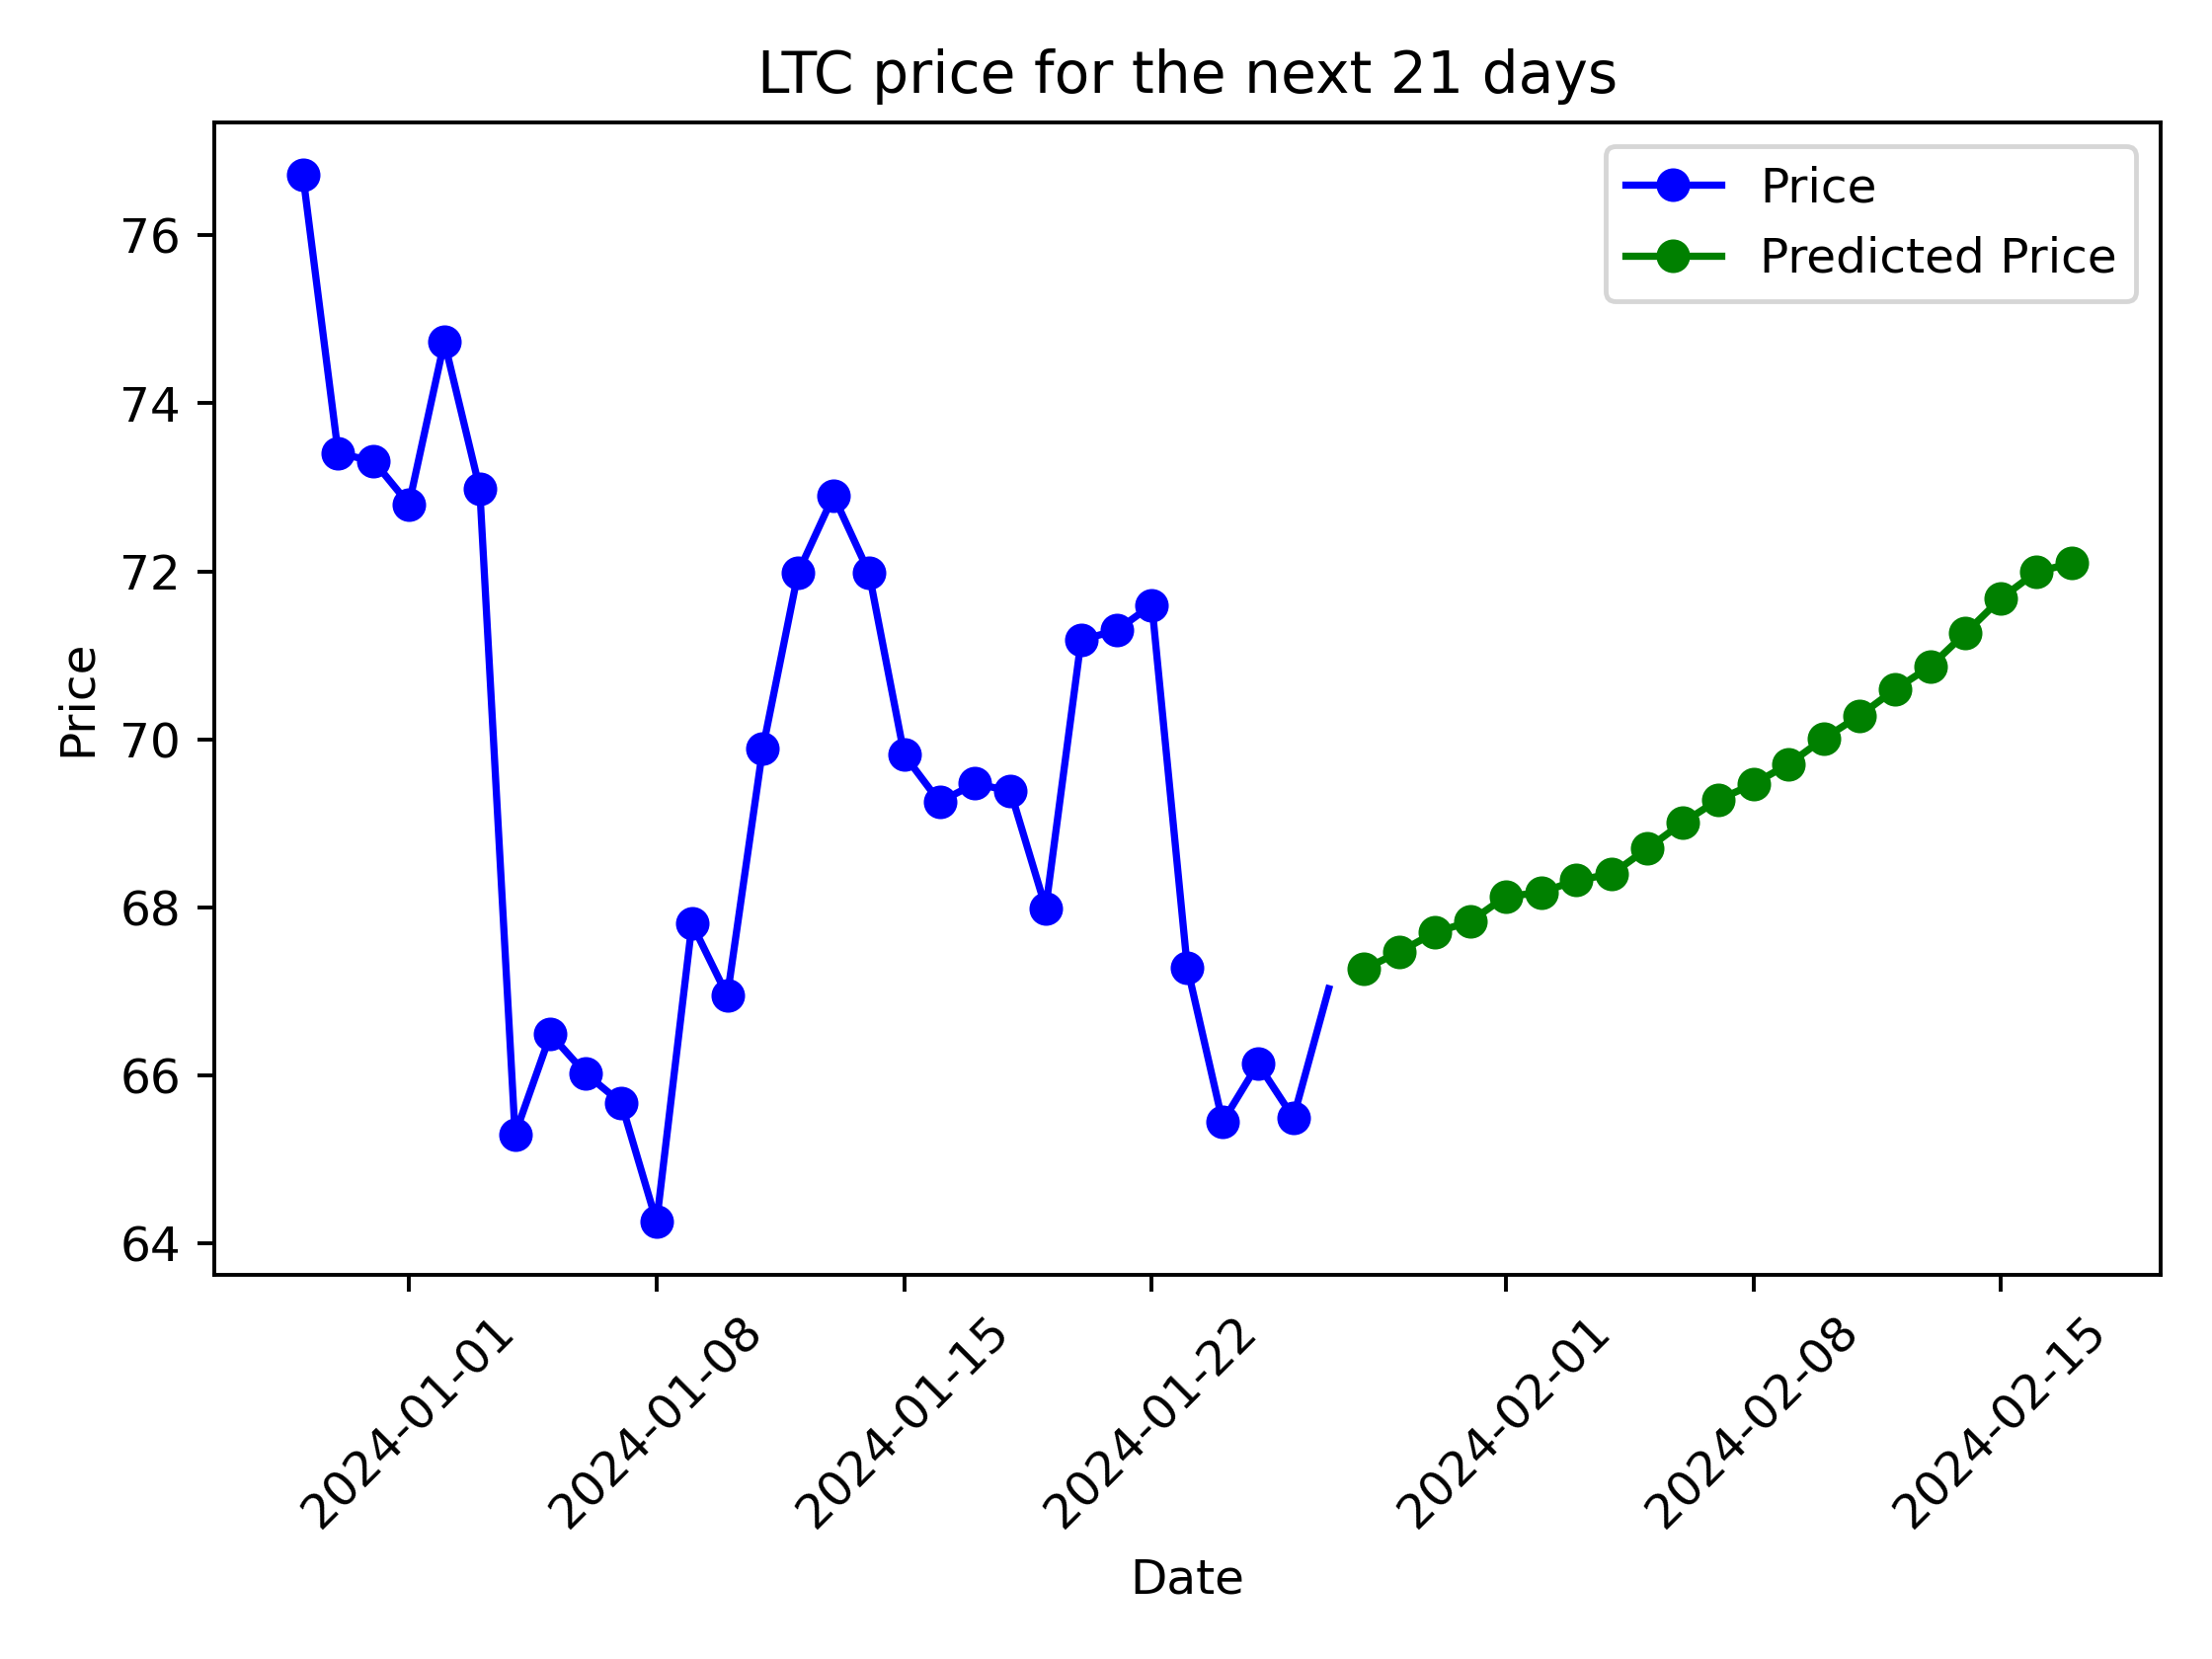 LTC price for the next 21 days
Price
Predicted Price
76
74
72
70
68
66
64
Price
2024-01-01
2024-01-08
2024-01-15
2024-01-22
2024-02-01
2024-02-08
2024-02-15
Date